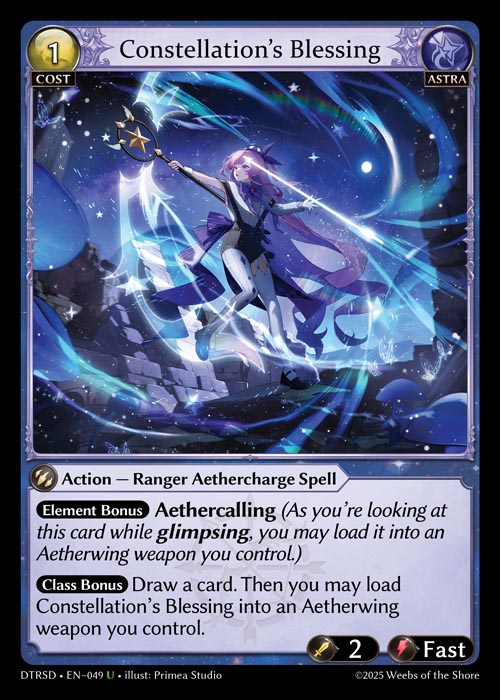 1
COST
Constellation's Blessing
ASTRA
Action — Ranger Aethercharge Spell
Element Bonus Aethercalling (As you're looking at
this card while glimpsing, you may load it into an
Aetherwing weapon you control.)
Class Bonus Draw a card. Then you may load
Constellation's Blessing into an Aetherwing
weapon you control.
2
Fast
DTRSD • EN–049 U • illust: Primea Studio
©2025 Weebs of the Shore